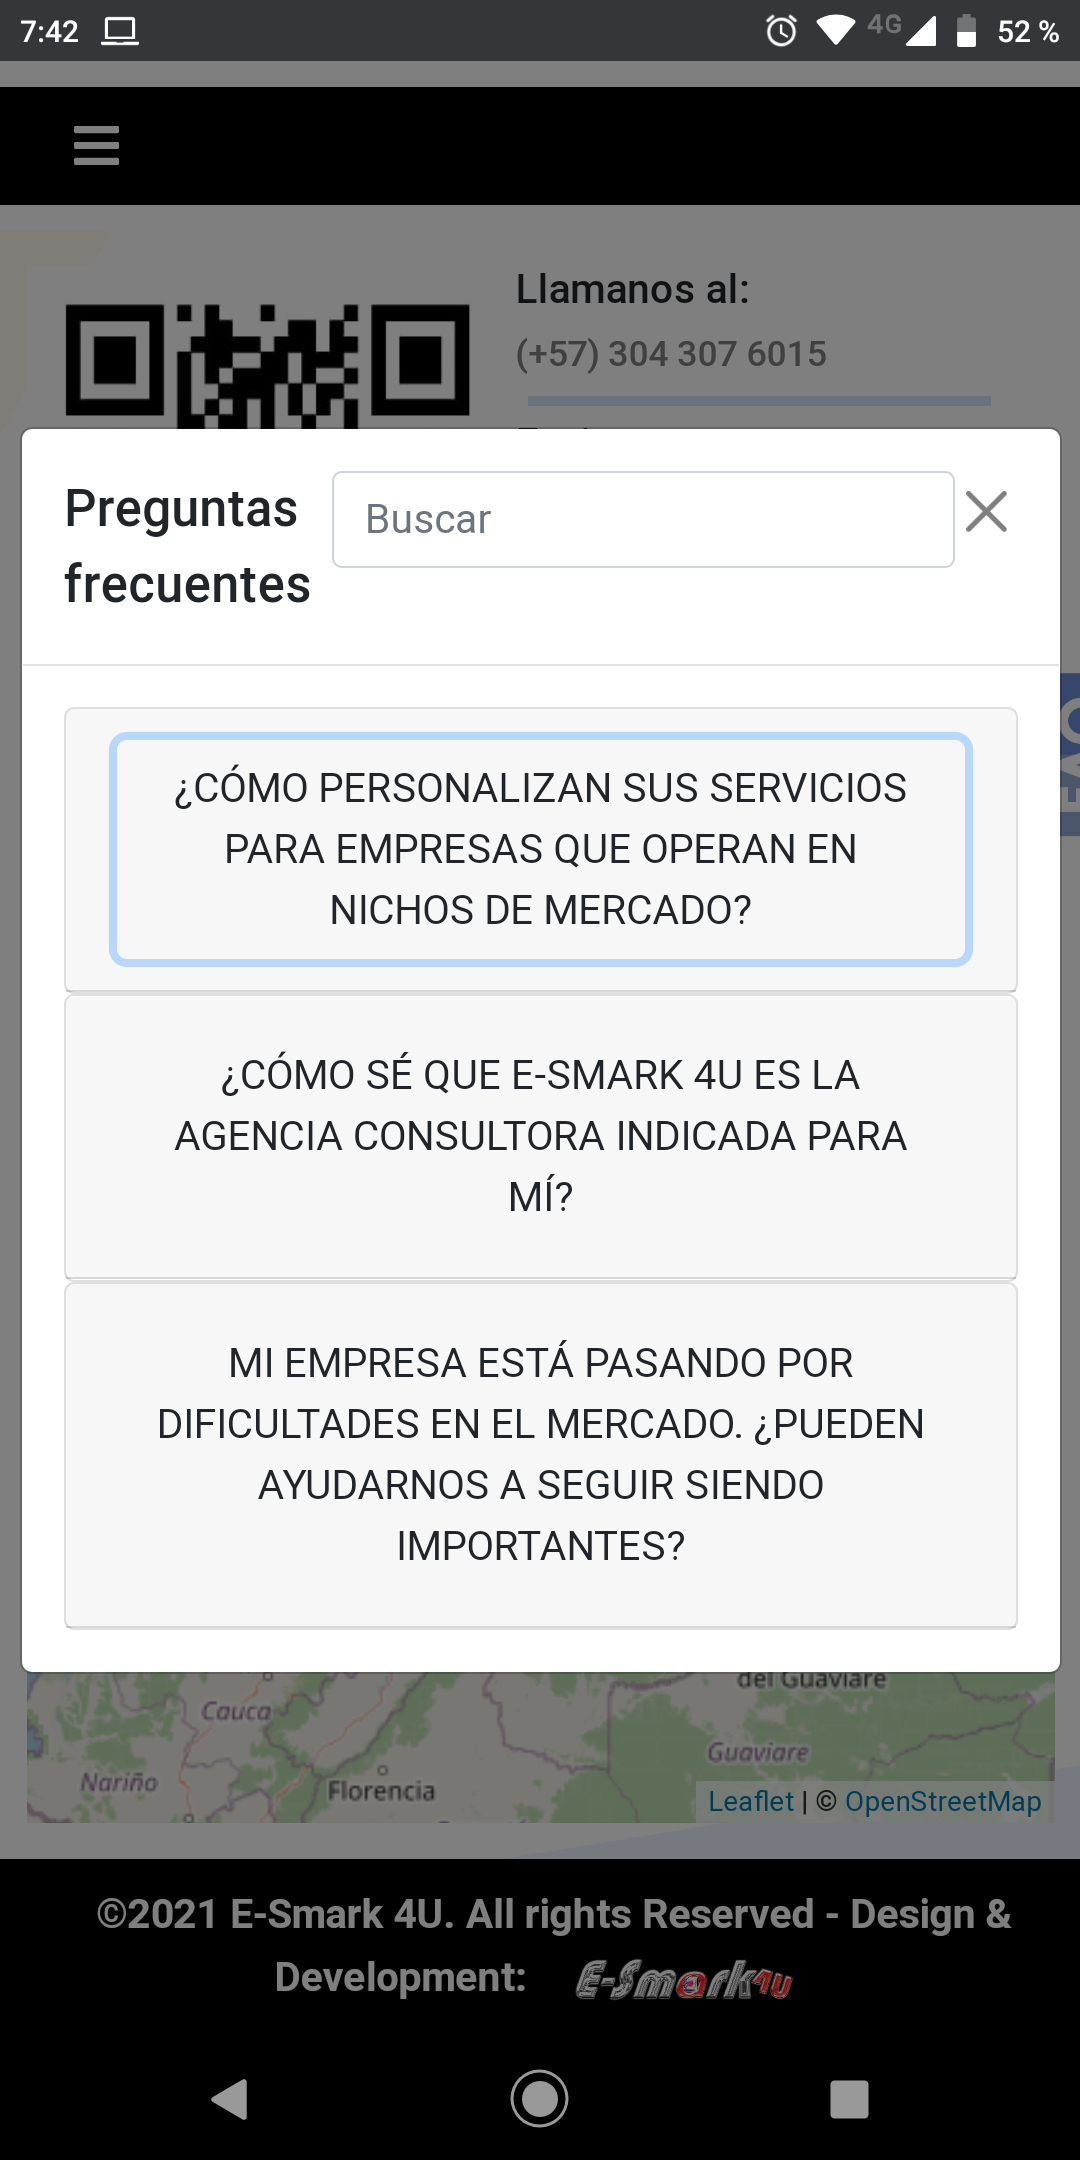 7:42
4G
52 %
Llamanos al:
(+57) 304 307 6015
Preguntas
frecuentes
Buscar
¿CÓMO PERSONALIZAN SUS SERVICIOS
PARA EMPRESAS QUE OPERAN EN
NICHOS DE MERCADO?
¿CÓMO SÉ QUE E-SMARK 4U ES LA
AGENCIA CONSULTORA INDICADA PARA
MÍ?
MI EMPRESA ESTÁ PASANDO POR
DIFICULTADES EN EL MERCADO. ¿PUEDEN
AYUDARNOS A SEGUIR SIENDO
IMPORTANTES?
del Guaviare
Cauca
Guaviare
Nariño
Florencia
Leaflet | © OpenStreetMap
©2021 E-Smark 4U. All rights Reserved - Design &
Development: E-Smark4U